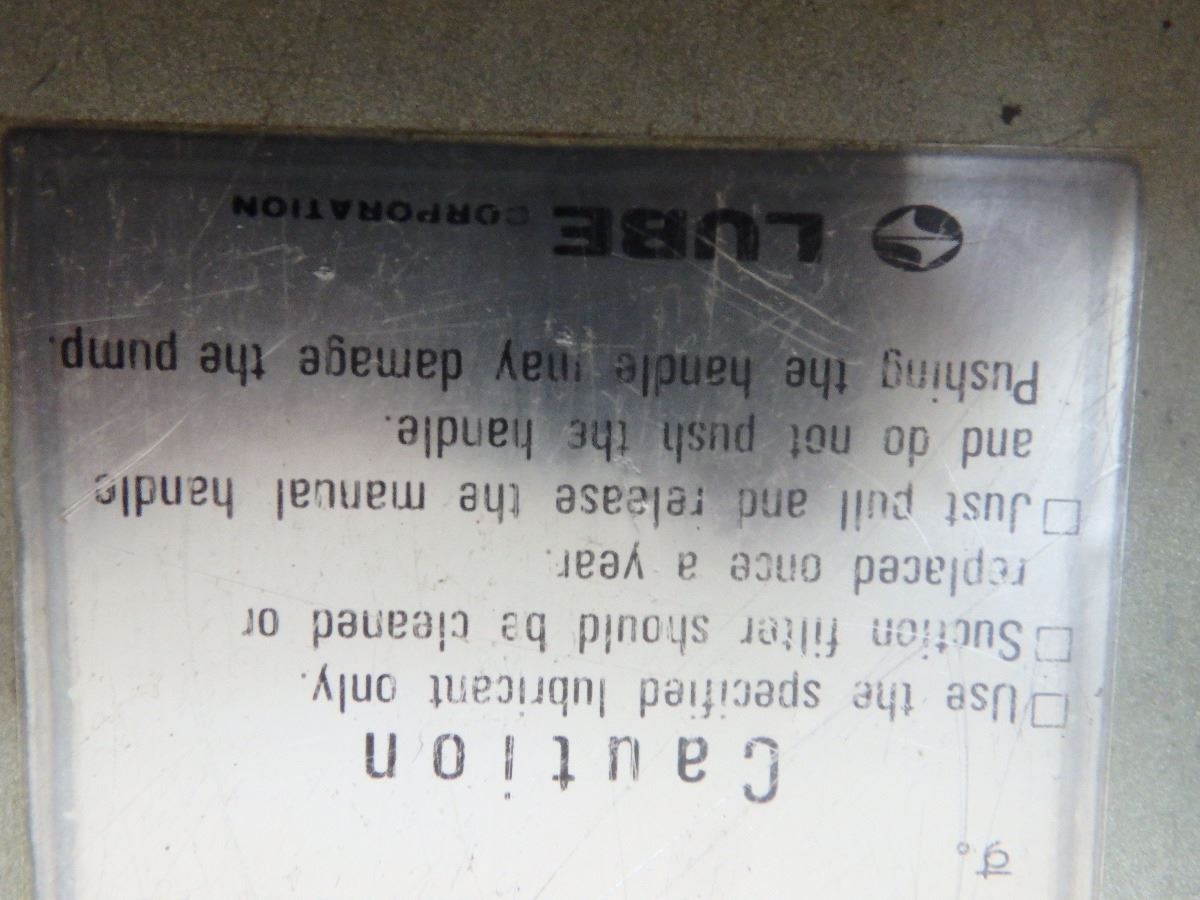 す。
Caution
□Use the specified lubricant only.
□Suction filter should be cleaned or
replaced once a year.
□Just pull and release the manual handle
and do not push the handle.
Pushing the handle may damage the pump.
LUBE CORPORATION